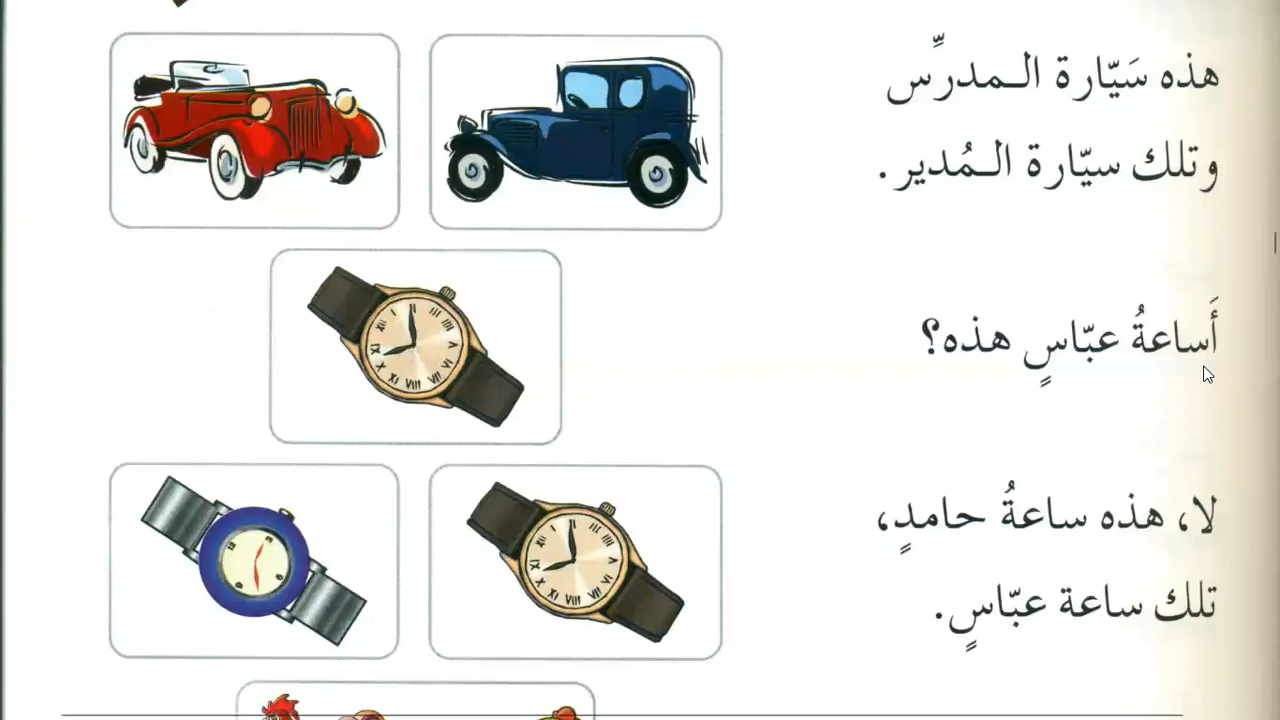 هذه سَيّارة الـمدرِّس
وتلك سيّارة الـمُدير.
أَساعةُ عبّاسٍ هذه؟
لا، هذه ساعةُ حامدٍ،
تلك ساعة عبّاسٍ.